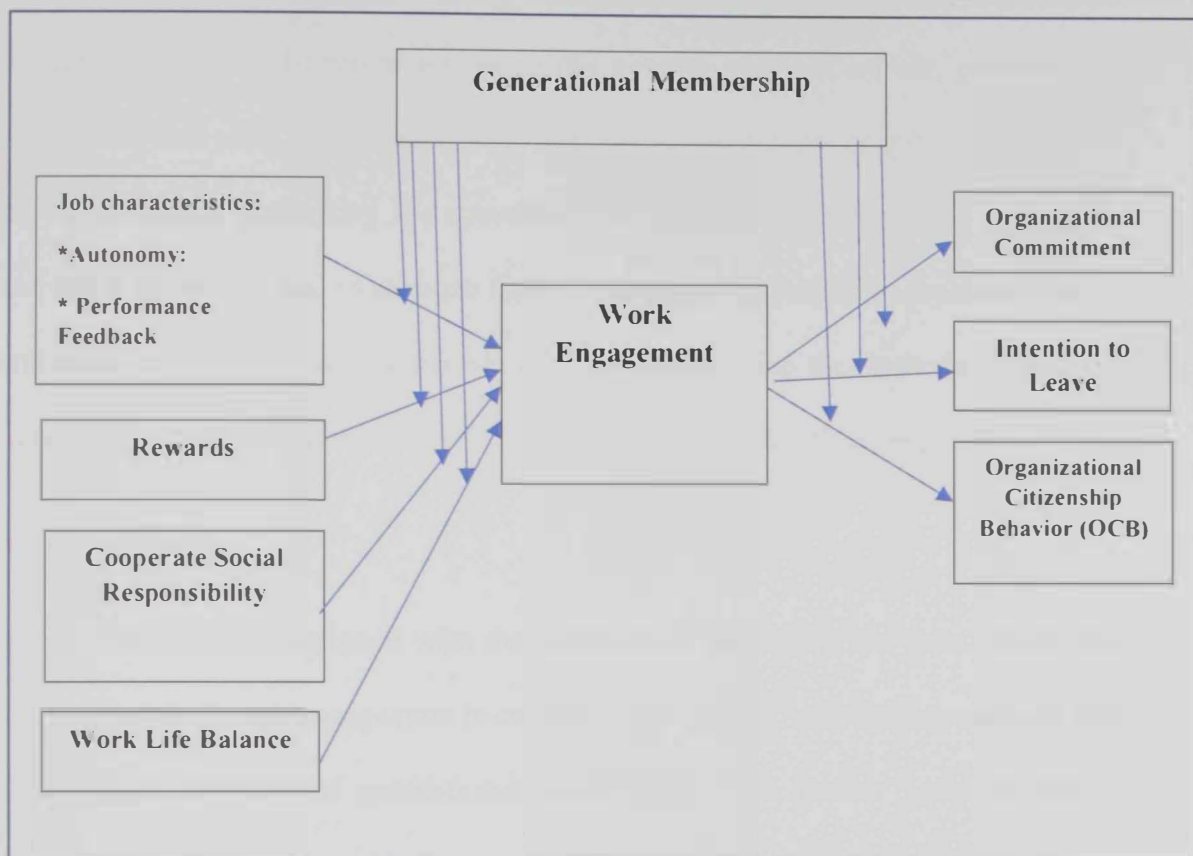 Generational Membership
Job characteristics:
*Autonomy:
* Performance
Feedback
Rewards
Cooperate Social
Responsibility
Work Life Balance
Work
Engagement
Organizational
Commitment
Intention to
Leave
Organizational
Citizenship
Behavior (OCB)